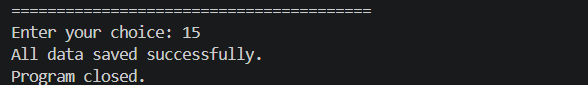 ========================================
Enter your choice: 15
All data saved successfully.
Program closed.